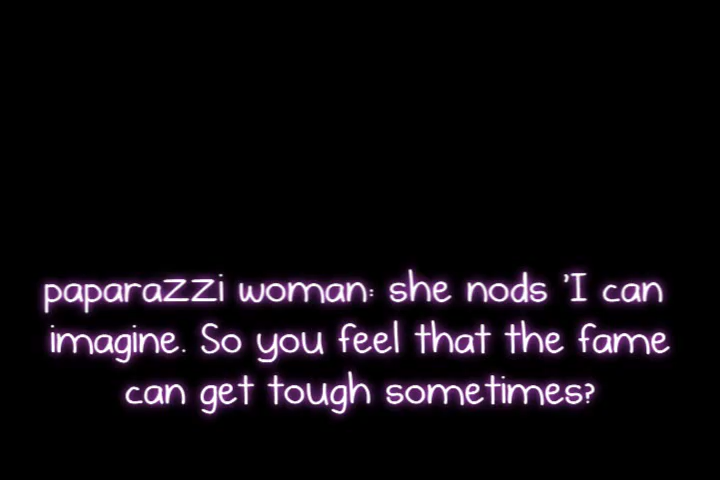 paparazzi woman: she nods 'I can
imagine. So you feel that the fame
can get tough sometimes?